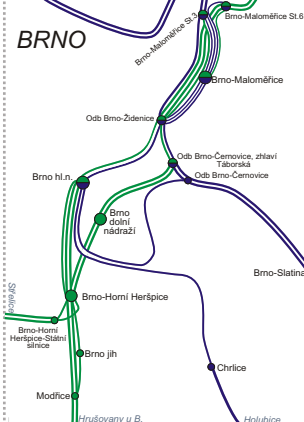 BRNO
Brno-Maloměřice St.3
Brno-Maloměřice St.6
Brno-Maloměřice
Odb Brno-Židenice
Odb Brno-Černovice, zhlaví
Táborská
Odb Brno-Černovice
Brno hl.n.
Brno
dolní
nádraží
Brno-Slatina
Střelice
Brno-Horní Heršpice
Brno-Horní
Heršpice-Státní
silnice
Brno jih
Chrlice
Modřice
Hrušovany u B.
Holubice